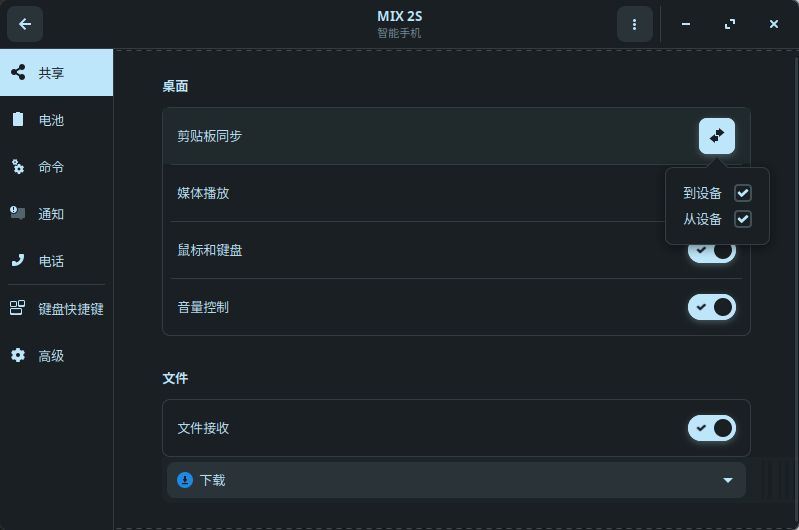 MIX 2S
智能手机
共享
电池
命令
通知
电话
键盘快捷键
高级
桌面
剪贴板同步
到设备
从设备
媒体播放
鼠标和键盘
音量控制
文件
文件接收
下载